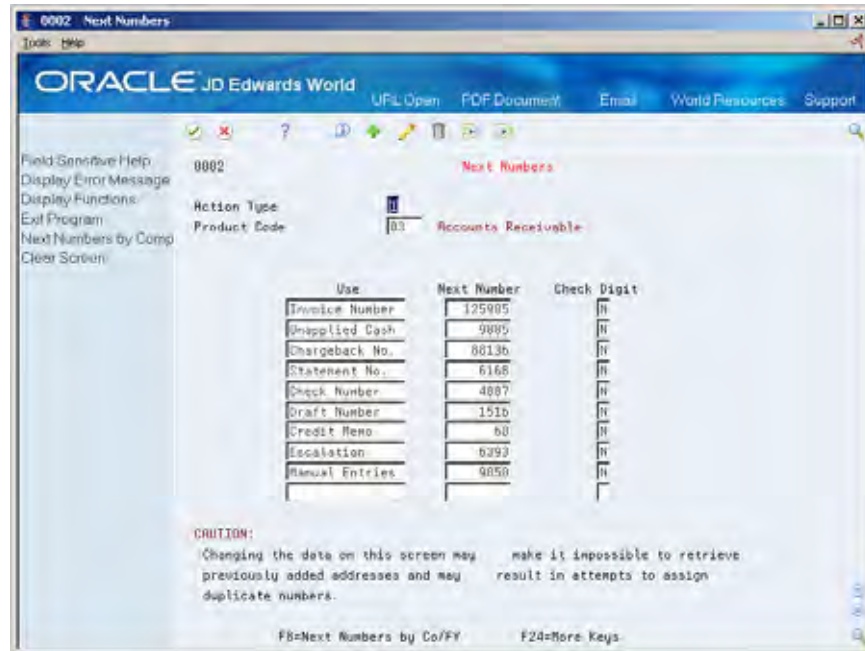 0002 Next Numbers
Tools Help
ORACLE JD Edwards World
URL Open PDF Document Email World Resources Support
Field Sensitive Help
Display Error Message
Display Functions
Exit Program
Next Numbers by Comp
Clear Screen
0002 Next Numbers
Action Type
Product Code 03 Accounts Receivable
Use Next Number Check Digit
Invoice Number 125985 N
Unapplied Cash N
Chargeback No. 88136 N
Statement No. 6168 N
Check Number 4887 N
Draft Number 1516 N
Credit Memo N
Escalation 6393 N
Manual Entries 9850 N
CAUTION:
Changing the data on this screen may make it impossible to retrieve
previously added addresses and may result in attempts to assign
duplicate numbers.
F8=Next Numbers by Co/FY F24=More Keys